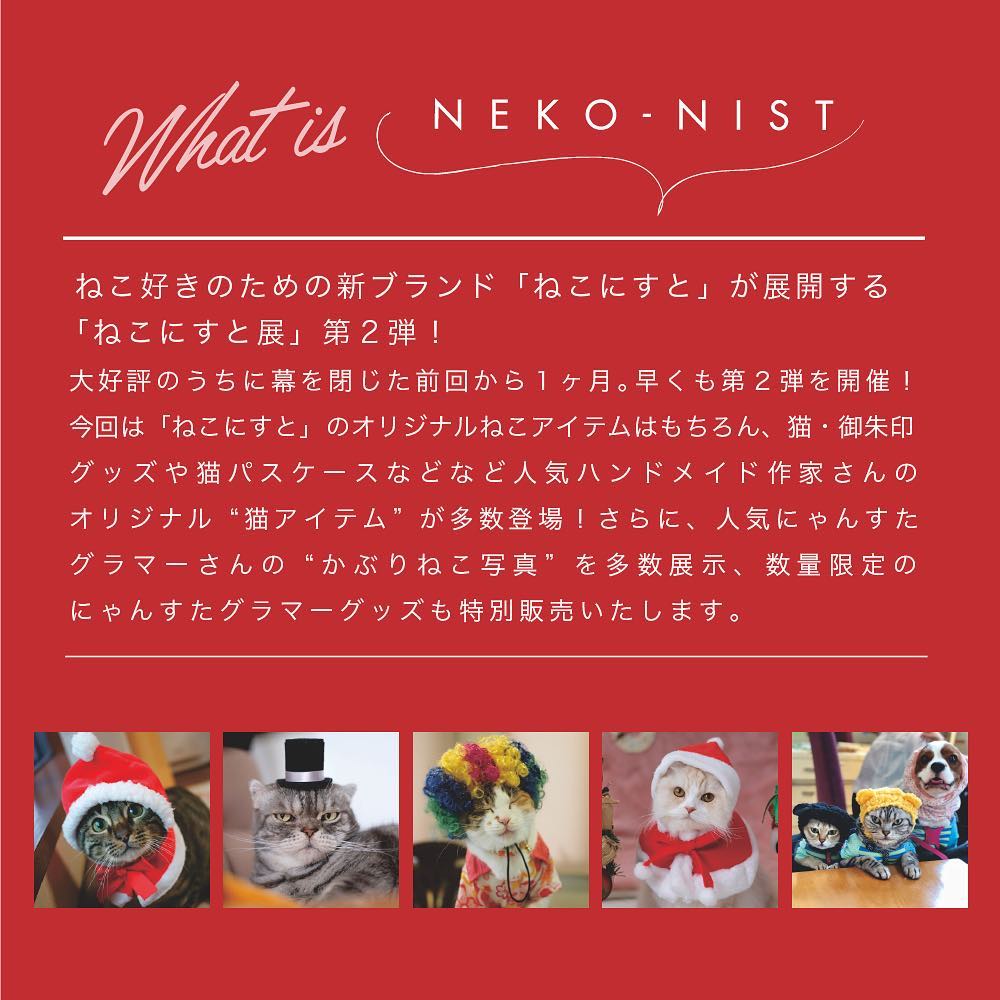 What is NEKO-NIST
ねこ好きのための新ブランド「ねこにすと」が展開する
「ねこにすと展」第２弾！
大好評のうちに幕を閉じた前回から１ヶ月。早くも第２弾を開催！
今回は「ねこにすと」のオリジナルねこアイテムはもちろん、猫・御朱印
グッズや猫パスケースなどなど人気ハンドメイド作家さんの
オリジナル“猫アイテム”が多数登場！さらに、人気にゃんすた
グラマーさんの“かぶりねこ写真”を多数展示、数量限定の
にゃんすたグラマーグッズも特別販売いたします。